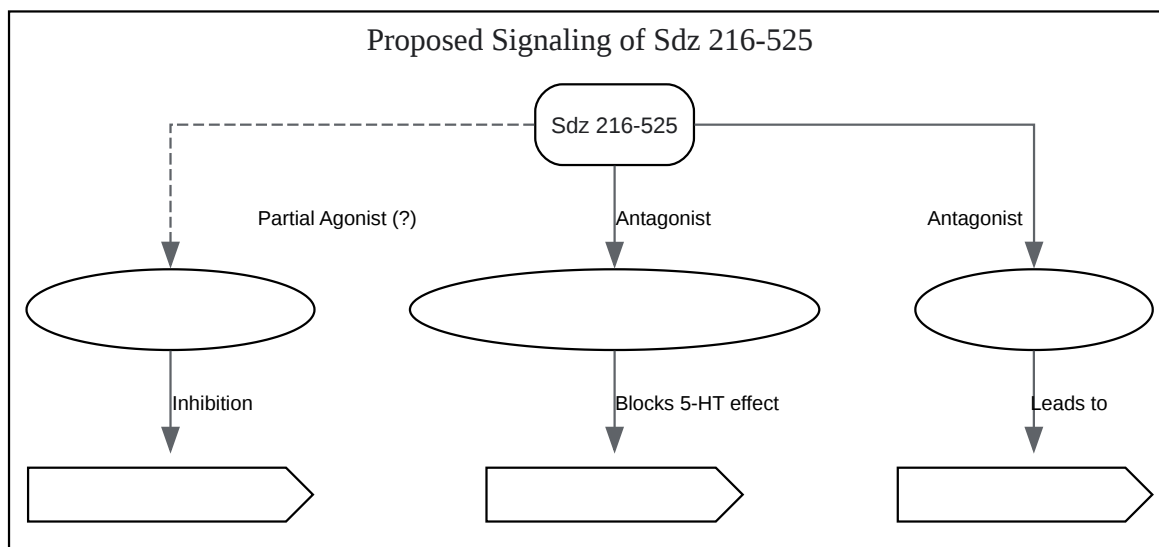 Proposed Signaling of Sdz 216-525
Sdz 216-525
Partial Agonist (?)
Antagonist
Antagonist
Inhibition
Blocks 5-HT effect
Leads to